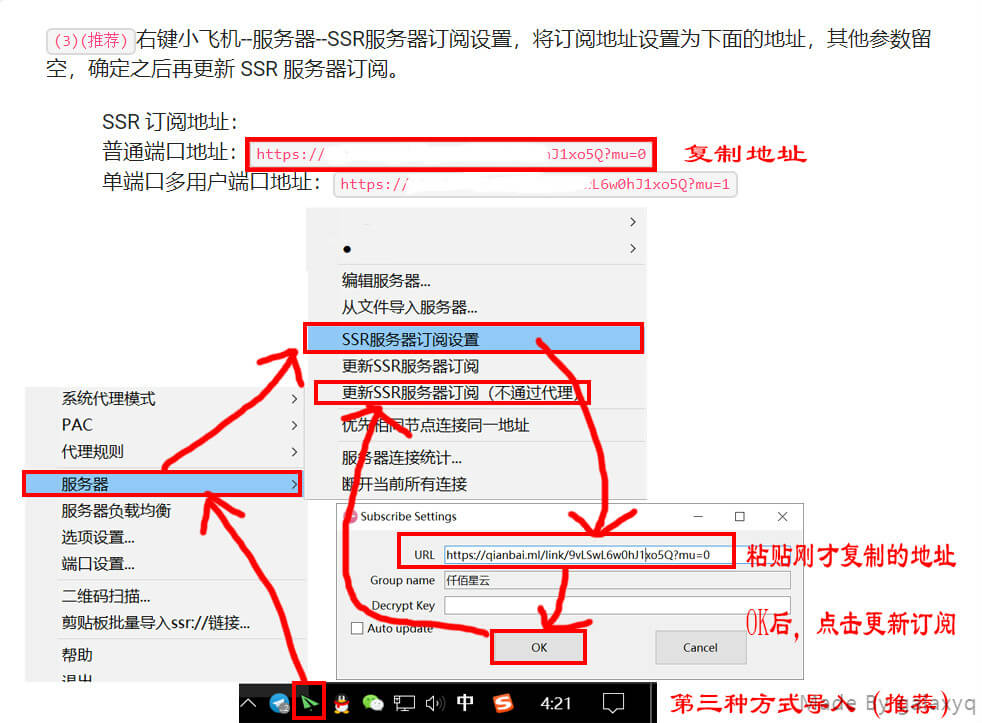 (3)(推荐)右键小飞机--服务器--SSR服务器订阅设置，将订阅地址设置为下面的地址，其他参数留
空，确定之后再更新 SSR 服务器订阅。
SSR 订阅地址：
普通端口地址： https:// hJ1xo5Q?mu=0 复制地址
单端口多用户端口地址： https:// L6w0hJ1xo5Q?mu=1
编辑服务器...
从文件导入服务器...
SSR服务器订阅设置
更新SSR服务器订阅
更新SSR服务器订阅（不通过代理）
优先相同节点连接同一地址
服务器连接统计...
断开当前所有连接
系统代理模式
PAC
代理规则
服务器
服务器负载均衡
选项设置...
端口设置...
二维码扫描...
剪贴板批量导入ssr://链接...
帮助
退出
Subscribe Settings
URL https://qianbai.ml/link/9vLSwL6w0hJ1xo5Q?mu=0 粘贴刚才复制的地址
Group name 仟佰星云
Decrypt Key
Auto update OK后，点击更新订阅
OK Cancel
中 4:21 第三种方式导入（推荐）
Made By